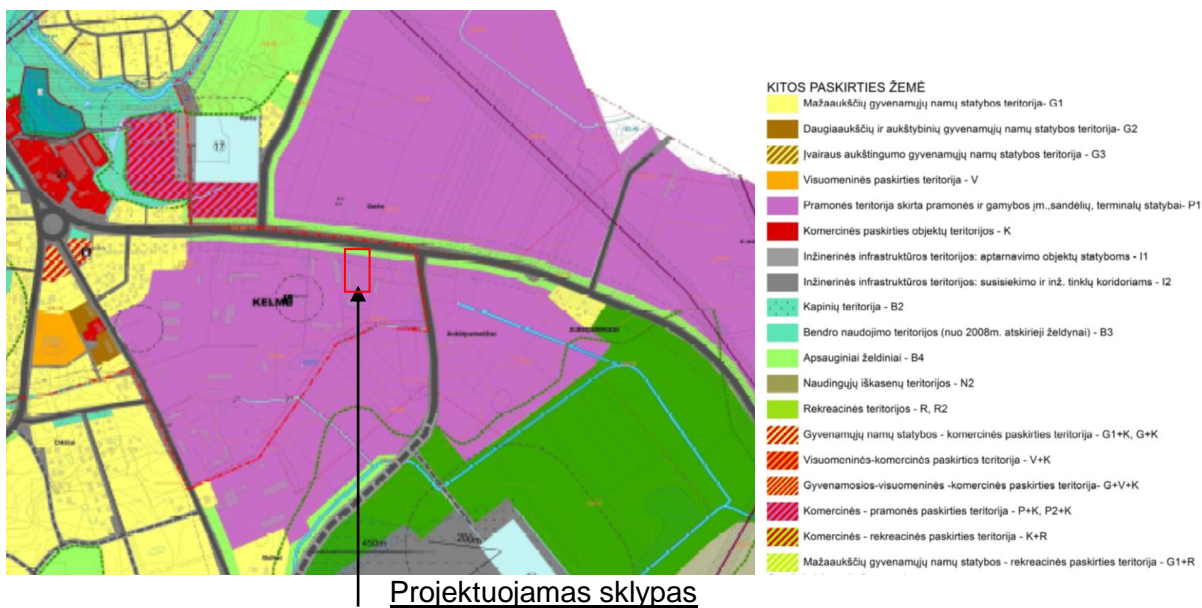 KITOS PASKIRTIES ŽEMĖ
Mažaaukščių gyvenamųjų namų statybos teritorija- G1
Daugiaaukščių ir aukštybinių gyvenamųjų namų statybos teritorija- G2
Įvairaus aukštingumo gyvenamųjų namų statybos teritorija - G3
Visuomeninės paskirties teritorija - V
Pramonės teritorija skirta pramonės ir gamybos įm.,sandėlių, terminalų statybai- P1
Komercinės paskirties objektų teritorijos - K
Inžinerinės infrastruktūros teritorijos: aptarnavimo objektų statyboms - I1
Inžinerinės infrastruktūros teritorijos: susisiekimo ir inž. tinklų koridoriams - I2
Kapinių teritorija - B2
Bendro naudojimo teritorijos (nuo 2008m. atskirieji želdynai) - B3
Apsauginiai želdiniai - B4
Naudingųjų iškasenų teritorijos - N2
Rekreacinės teritorijos - R, R2
Gyvenamųjų namų statybos - komercinės paskirties teritorija - G1+K, G+K
Visuomeninės-komercinės paskirties teritorija - V+K
Gyvenamosios-visuomeninės -komercinės paskirties teritorija- G+V+K
Komercinės - pramonės paskirties teritorija - P+K, P2+K
Komercinės - rekreacinės paskirties teritorija - K+R
Mažaaukščių gyvenamųjų namų statybos - rekreacinės paskirties teritorija - G1+R
17
KELMĖ
450m
200m
Projektuojamas sklypas